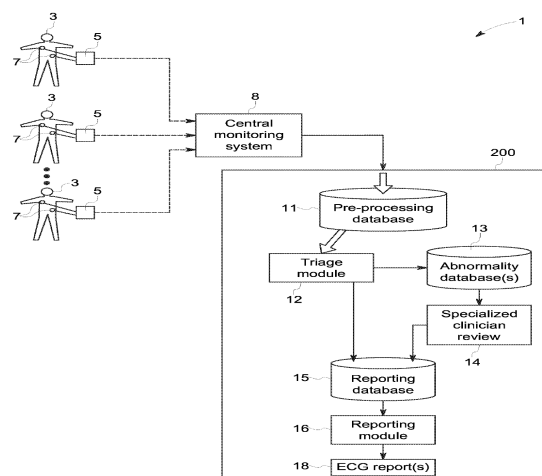 1
3
5
7
3
5
7
3
5
7
8
Central
monitoring
system
200
11
Pre-processing
database
13
Triage
module
12
Abnormality
database(s)
Specialized
clinician
review
14
15
Reporting
database
16
Reporting
module
18
ECG report(s)